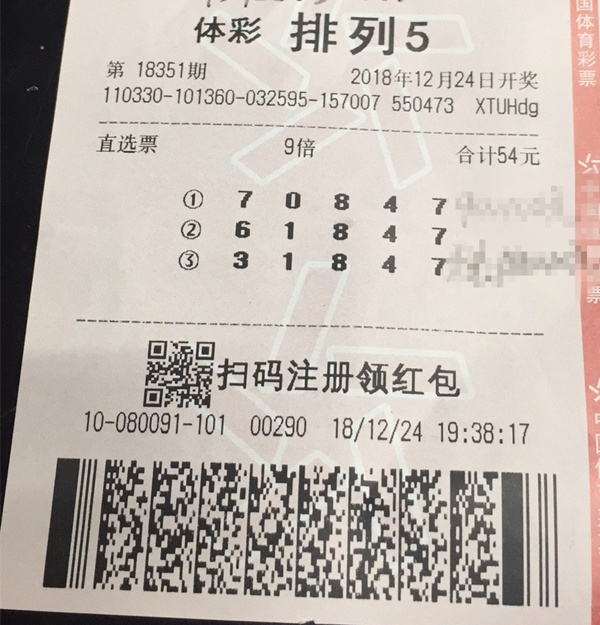 体彩 排列5
第 18351期 2018年12月24日开奖
110330-101360-032595-157007 550473 XTUHdg
直选票 9倍 合计54元
① 7 0 8 4 7
② 6 1 8 4 7
③ 3 1 8 4 7
扫码注册领红包
10-080091-101 00290 18/12/24 19:38:17
国体育彩票
票
中国体